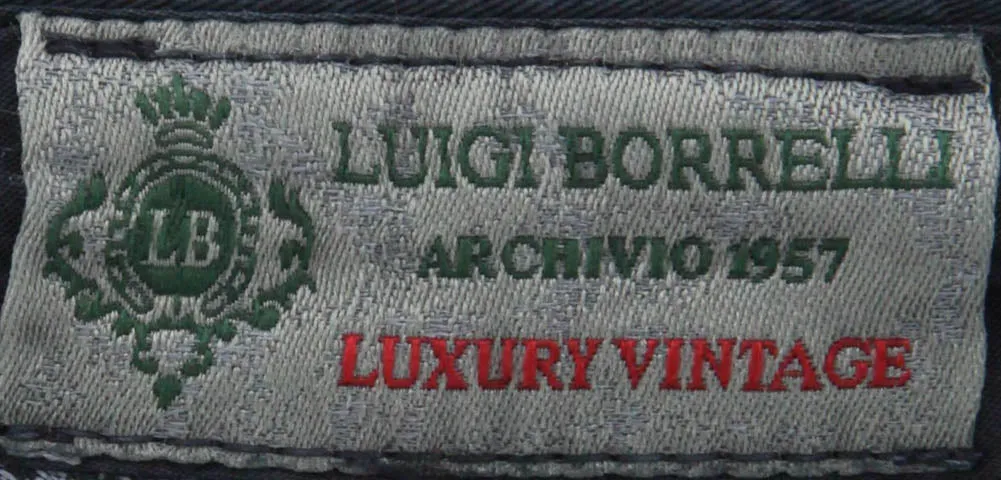 LUIGI BORRELLI
ARCHIVIO 1957
LB
LUXURY VINTAGE